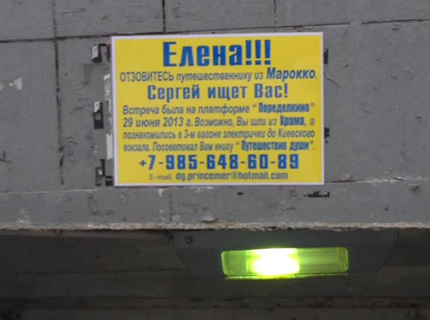 Елена!!!
ОТЗОВИТЕСЬ путешественнику из Марокко.
Сергей ищет Вас!
Встреча была на платформе "Переделкино"
29 июня 2013 г. Возможно, Вы шли из Храма, а
познакомились в 3-м вагоне электрички до Киевского
вокзала. Посоветовал Вам книгу "Путешествия души".
+7-985-648-60-89
E-mail: dg.princemer@hotmail.com